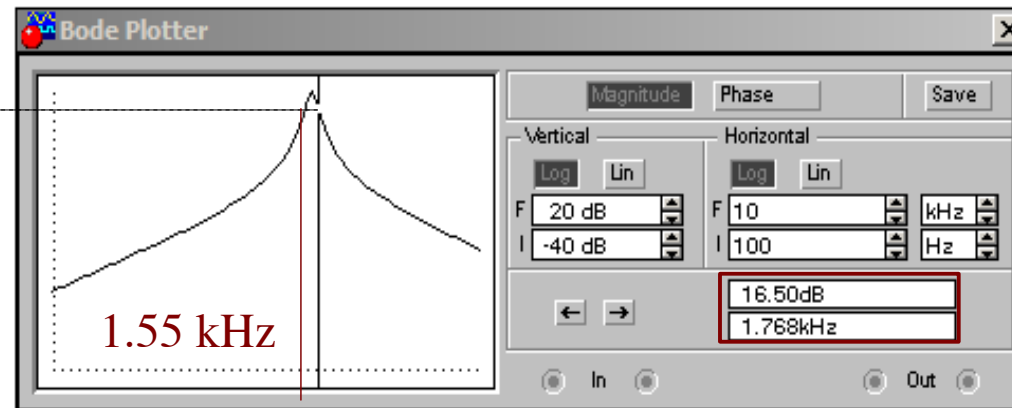 Bode Plotter
Magnitude Phase Save
Vertical Horizontal
Log Lin Log Lin
F 20 dB F 10 kHz
I -40 dB I 100 Hz
16.50dB
← →
1.768kHz
1.55 kHz
In Out